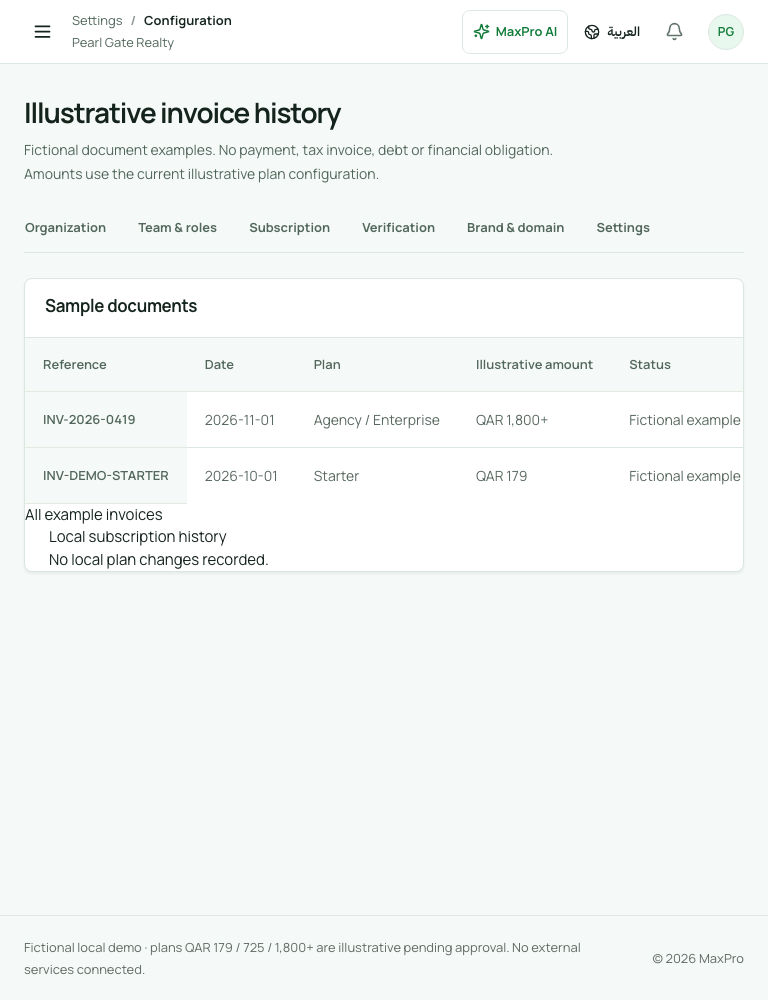 Settings / Configuration
Pearl Gate Realty
MaxPro AI
العربية
PG
Illustrative invoice history
Fictional document examples. No payment, tax invoice, debt or financial obligation.
Amounts use the current illustrative plan configuration.
Organization Team & roles Subscription Verification Brand & domain Settings
Sample documents
Reference Date Plan Illustrative amount Status
INV-2026-0419 2026-11-01 Agency / Enterprise QAR 1,800+ Fictional example
INV-DEMO-STARTER 2026-10-01 Starter QAR 179 Fictional example
All example invoices
Local subscription history
No local plan changes recorded.
Fictional local demo · plans QAR 179 / 725 / 1,800+ are illustrative pending approval. No external
services connected.
© 2026 MaxPro